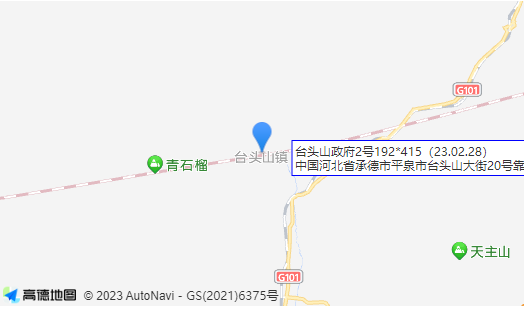 G101
台头山镇
台头山政府2号192*415（23.02.28）
中国河北省承德市平泉市台头山大街20号靠
青石榴
天主山
G101
高德地图 © 2023 AutoNavi - GS(2021)6375号